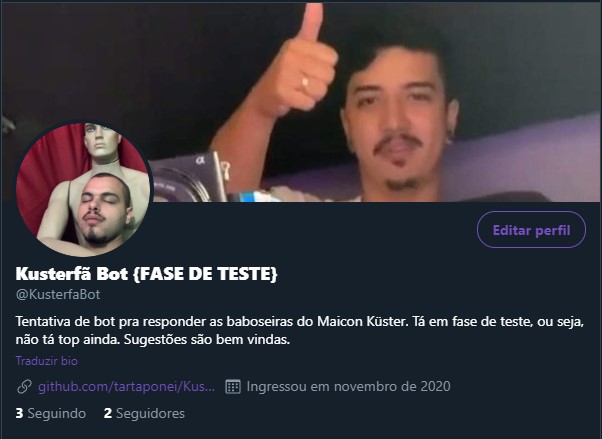 α
Editar perfil
Kusterfã Bot {FASE DE TESTE}
@KusterfaBot
Tentativa de bot pra responder as baboseiras do Maicon Küster. Tá em fase de teste, ou seja,
não tá top ainda. Sugestões são bem vindas.
Traduzir bio
github.com/tartaponei/Kus... Ingressou em novembro de 2020
3 Seguindo 2 Seguidores